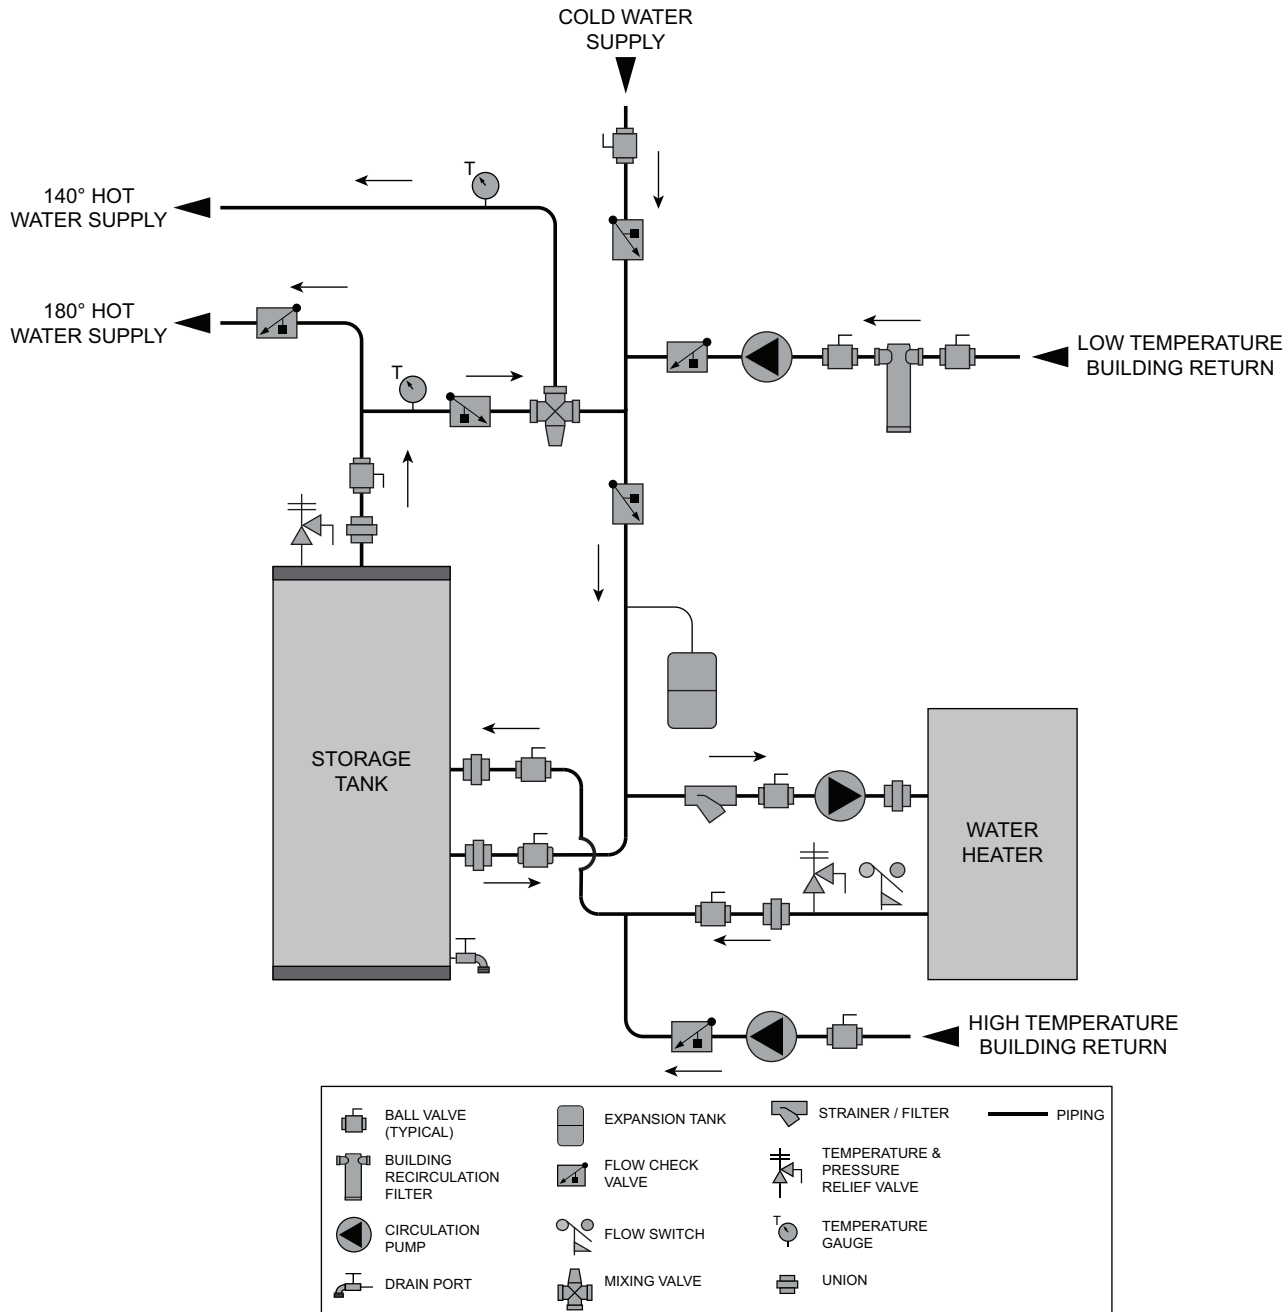 COLD WATER
SUPPLY
T
140° HOT
WATER SUPPLY
180° HOT
WATER SUPPLY
LOW TEMPERATURE
BUILDING RETURN
T
STORAGE
TANK
WATER
HEATER
HIGH TEMPERATURE
BUILDING RETURN
BALL VALVE
(TYPICAL)
BUILDING
RECIRCULATION
FILTER
CIRCULATION
PUMP
DRAIN PORT
EXPANSION TANK
FLOW CHECK
VALVE
FLOW SWITCH
MIXING VALVE
STRAINER / FILTER
TEMPERATURE &
PRESSURE
RELIEF VALVE
T
TEMPERATURE
GAUGE
UNION
PIPING